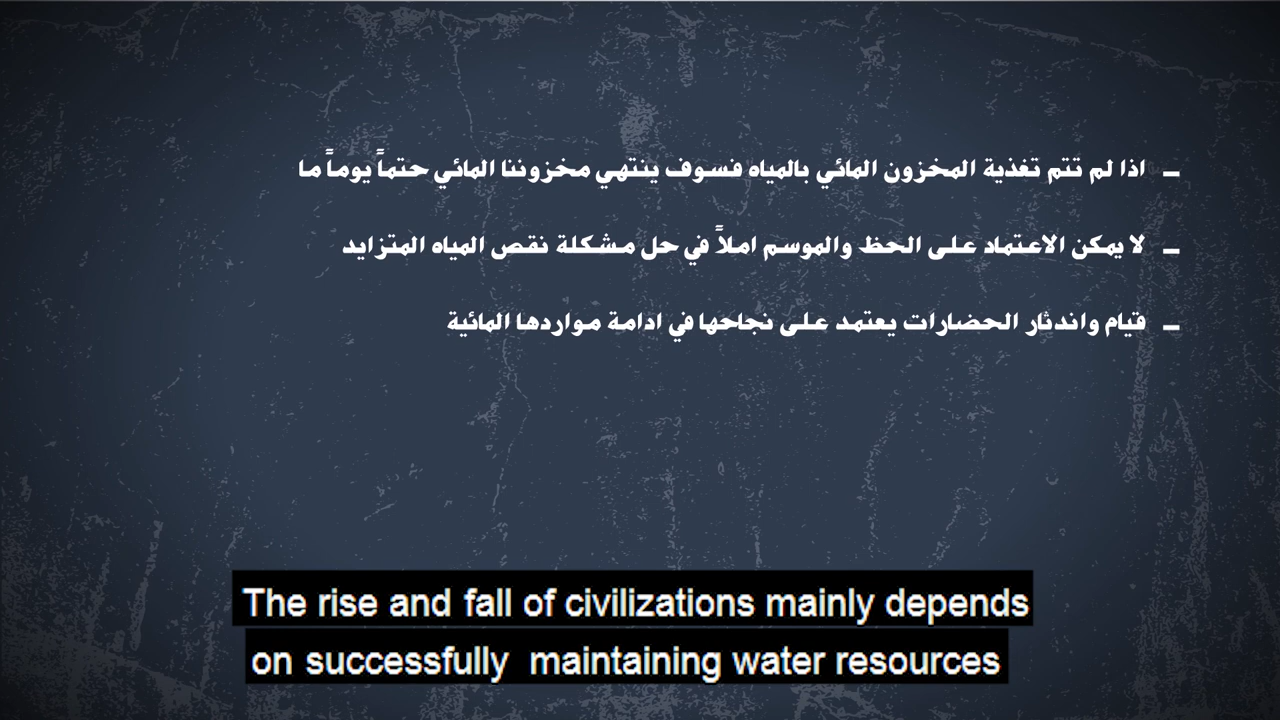 ـ اذا لم تتم تغذية المخزون المائي بالمياه فسوف ينتهي مخزوننا المائي حتماً يوماً ما
ـ لا يمكن الاعتماد على الحظ والموسم املاً في حل مشكلة نقص المياه المتزايد
ـ قيام واندثار الحضارات يعتمد على نجاحها في ادامة مواردها المائية
The rise and fall of civilizations mainly depends
on successfully maintaining water resources